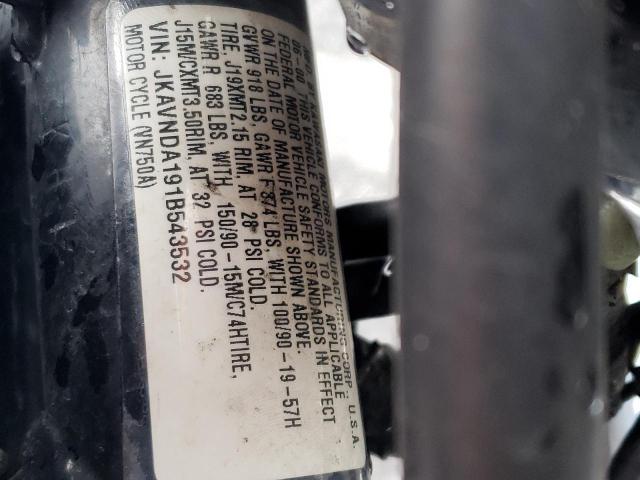 MOTORS MANUFACTURING CORP., U.S.A.
06-00 THIS VEHICLE CONFORMS TO ALL APPLICABLE
FEDERAL MOTOR VEHICLE SAFETY STANDARDS IN EFFECT
ON THE DATE OF MANUFACTURE SHOWN ABOVE.
GVWR 918 LBS, GAWR F 374 LBS. WITH 100/90-19-57H
TIRE, J19XMT2.15 RIM, AT 28 PSI COLD.
GAWR R 683 LBS, WITH 150/90-15M/C74HTIRE,
J15M/CXMT3.50RIM, AT 32 PSI COLD.
VIN: JKAVNDA191B543532
MOTOR CYCLE (VN750A)